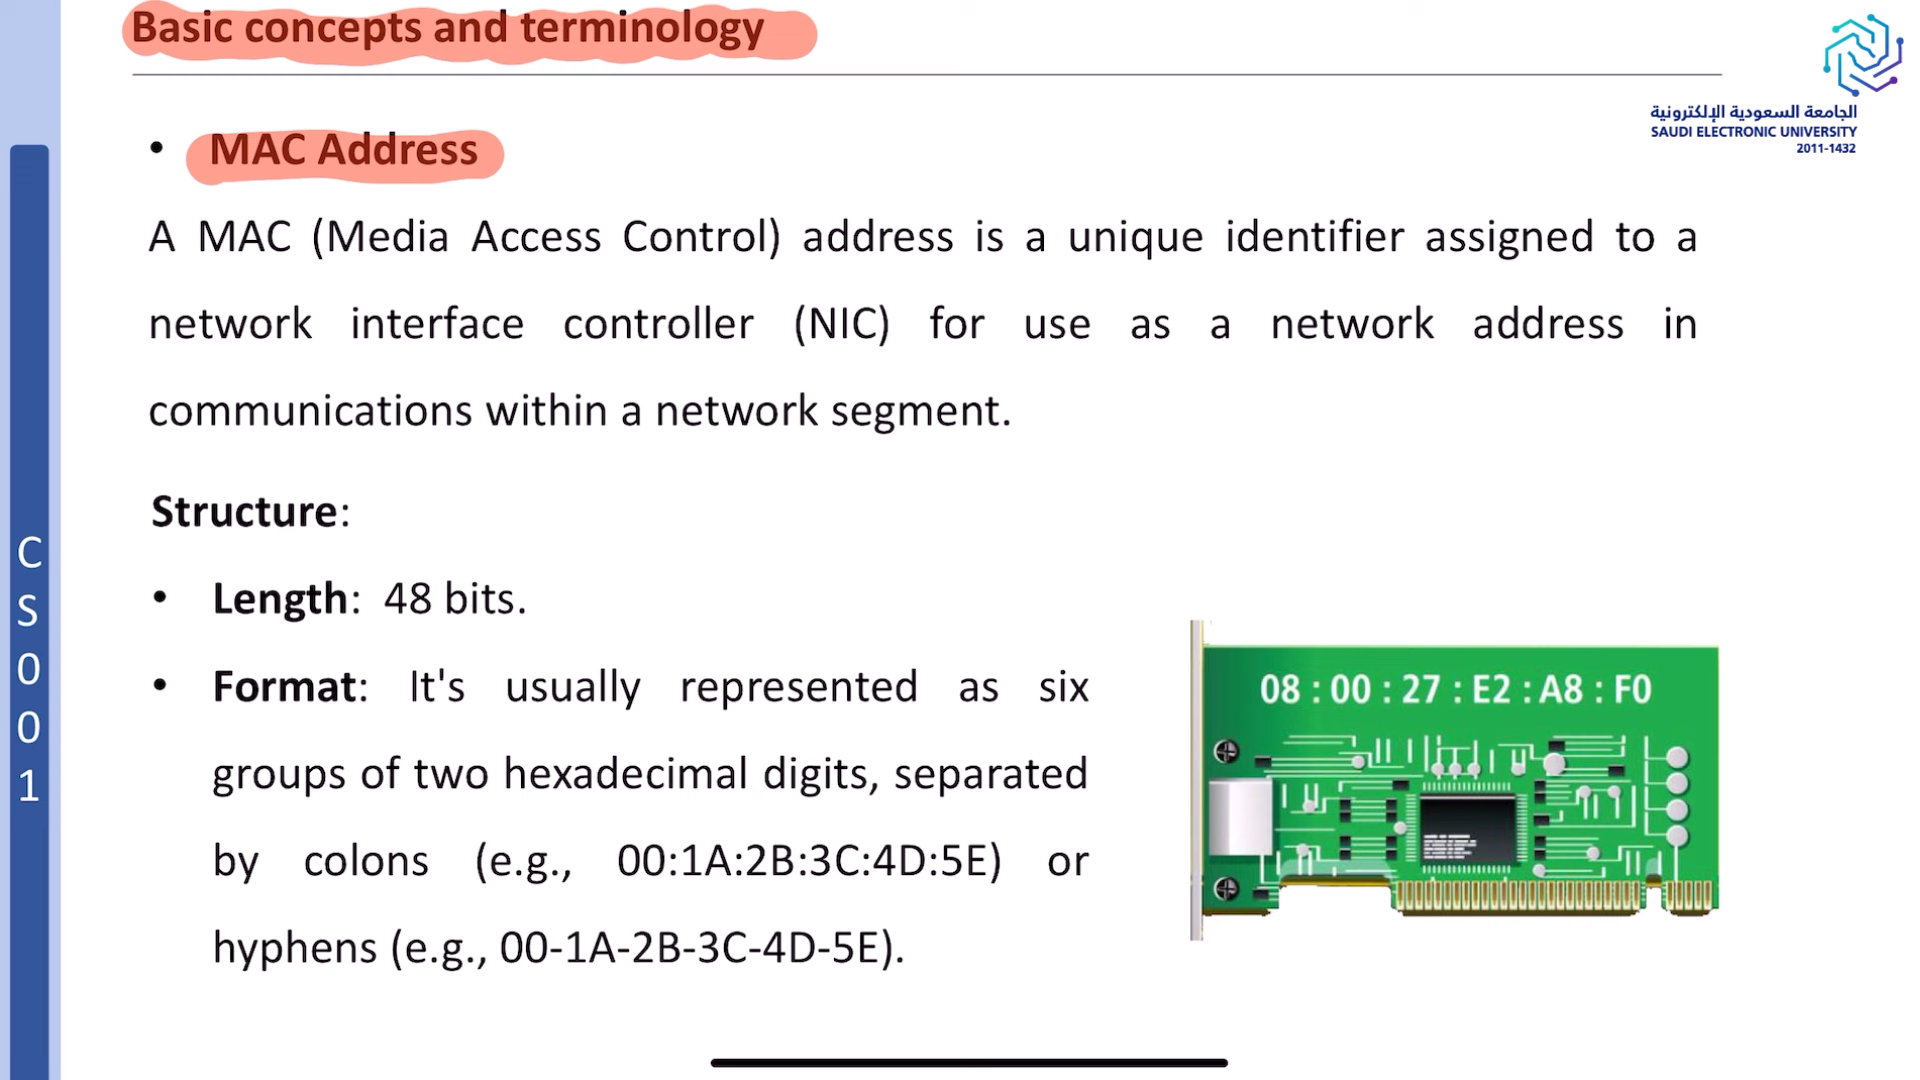 Basic concepts and terminology
الجامعة السعودية الإلكترونية
SAUDI ELECTRONIC UNIVERSITY
2011-1432
• MAC Address
A MAC (Media Access Control) address is a unique identifier assigned to a
network interface controller (NIC) for use as a network address in
communications within a network segment.
Structure:
• Length: 48 bits.
• Format: It's usually represented as six
groups of two hexadecimal digits, separated
by colons (e.g., 00:1A:2B:3C:4D:5E) or
hyphens (e.g., 00-1A-2B-3C-4D-5E).
08 : 00 : 27 : E2 : A8 : F0
C
S
0
0
1